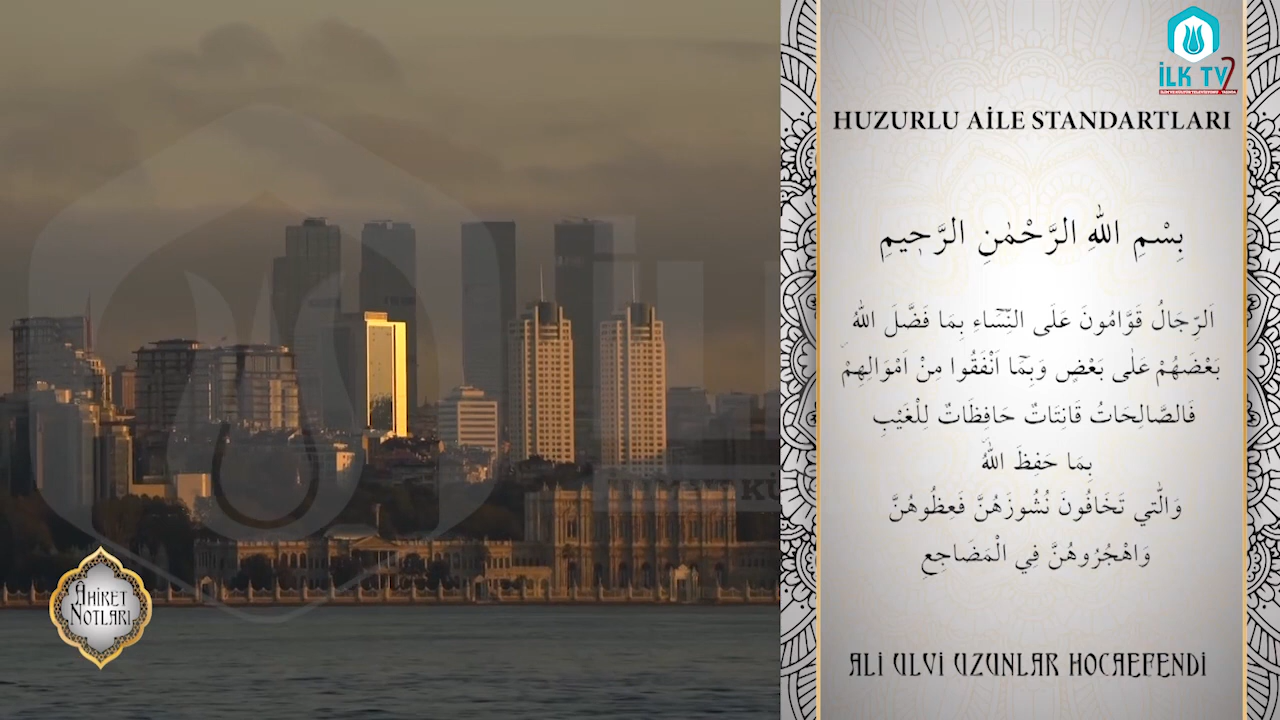 İLK TV 2
HUZURLU AİLE STANDARTLARI
بِسْمِ اللّٰهِ الرَّحْمٰنِ الرَّح۪يمِ
اَلرِّجَالُ قَوَّامُونَ عَلَى النِّسَٓاءِ بِمَا فَضَّلَ اللّٰهُ
بَعْضَهُمْ عَلٰى بَعْضٍ وَبِمَٓا اَنْفَقُوا مِنْ اَمْوَالِهِمْۜ
فَالصَّالِحَاتُ قَانِتَاتٌ حَافِظَاتٌ لِلْغَيْبِ
بِمَا حَفِظَ اللّٰهُۜ
وَالّٰتي تَخَافُونَ نُشُوزَهُنَّ فَعِظُوهُنَّ
وَاهْجُرُوهُنَّ فِي الْمَضَاجِعِ
AHİRET
NOTLARI
ALİ ULVİ UZUNLAR HOCAEFENDİ